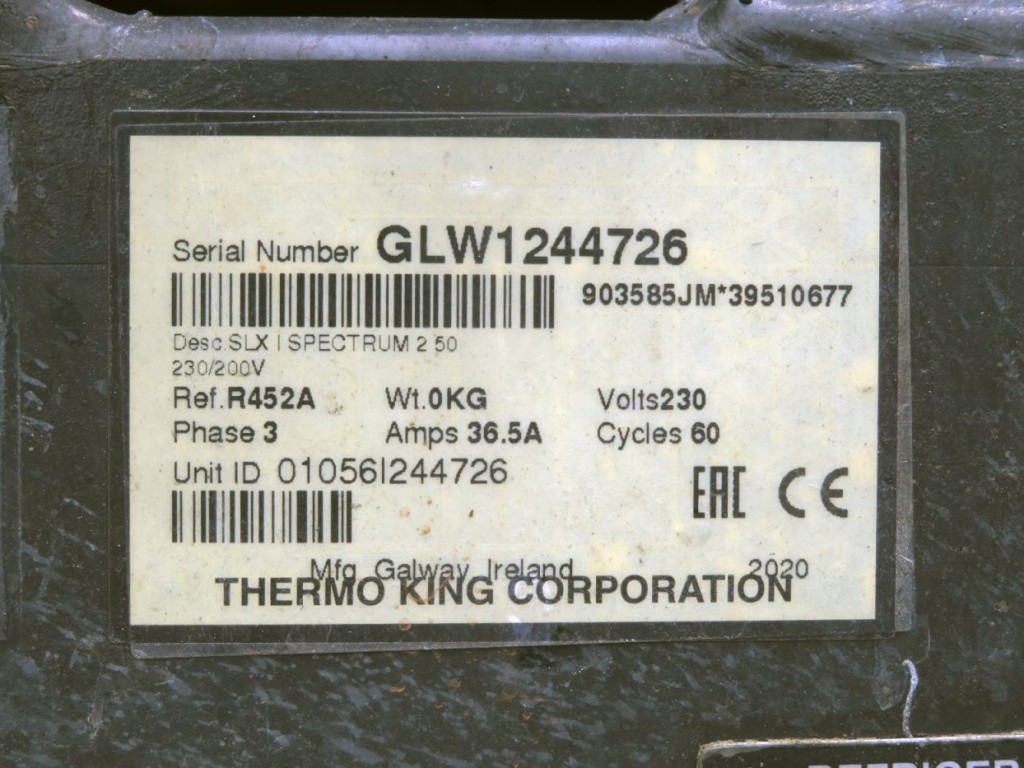 Serial Number GLW1244726
903585JM*39510677
Desc.SLX I SPECTRUM 2 50
230/200V
Ref.R452A Wt.0KG Volts230
Phase 3 Amps 36.5A Cycles 60
Unit ID 01056I244726
EAC CE
Mfg. Galway Ireland 2020
THERMO KING CORPORATION